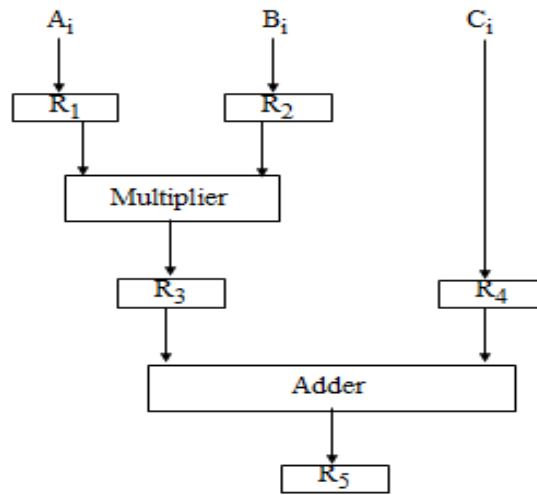 Aᵢ Bᵢ Cᵢ
R₁ R₂
Multiplier
R₃ R₄
Adder
R₅